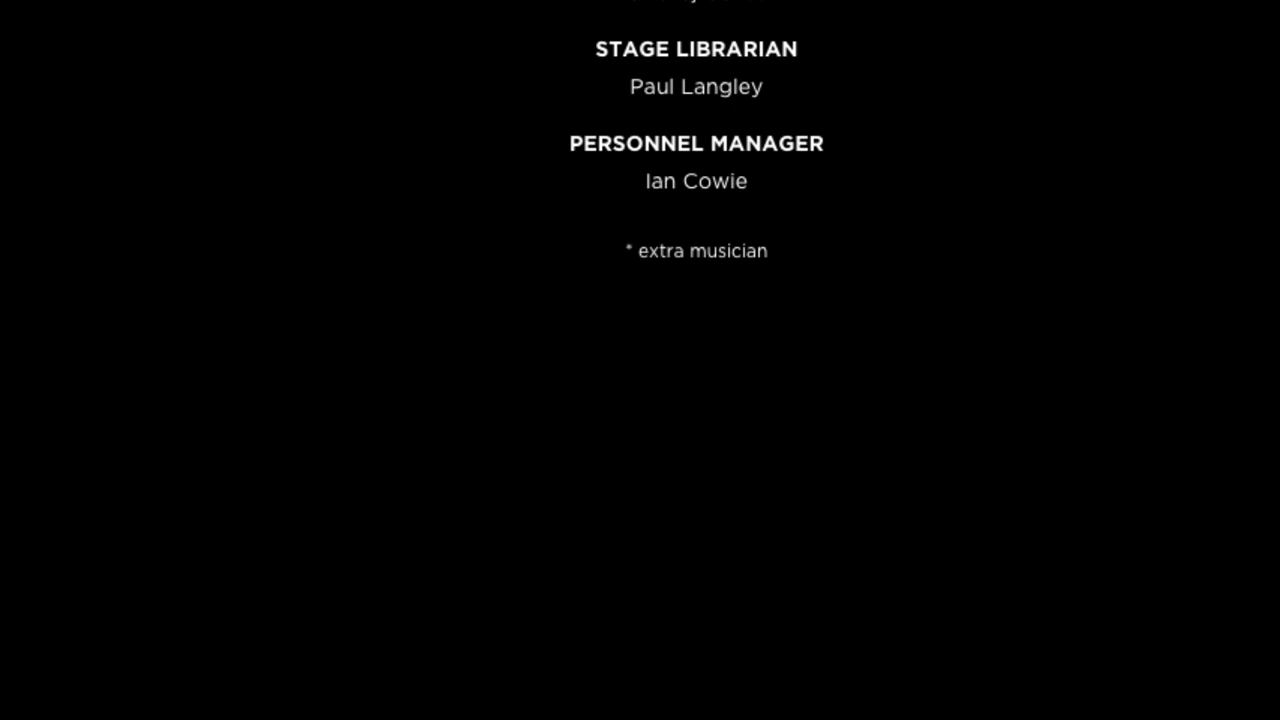 STAGE LIBRARIAN
Paul Langley
PERSONNEL MANAGER
Ian Cowie
* extra musician